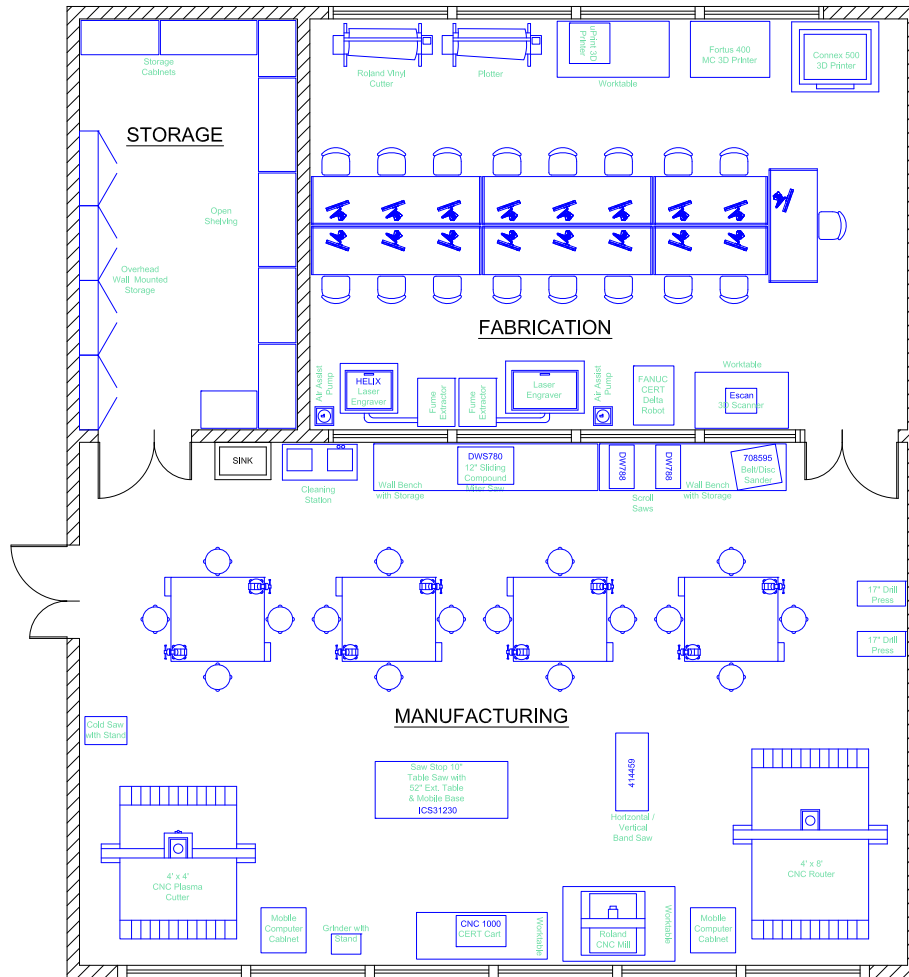 Storage
Cabinets
STORAGE
Open
Shelving
Overhead
Wall Mounted
Storage
Roland Vinyl
Cutter
Plotter
uPrint 3D
Printer
Worktable
Fortus 400
MC 3D Printer
Connex 500
3D Printer
FABRICATION
Air Assist
Pump
HELIX
Laser
Engraver
Fume
Extractor
Fume
Extractor
Laser
Engraver
Air Assist
Pump
FANUC
CERT
Delta
Robot
Worktable
Escan
3D Scanner
SINK
Cleaning
Station
Wall Bench
with Storage
DWS780
12" Sliding
Compound
Miter Saw
DW788
DW788
Scroll
Saws
Wall Bench
with Storage
708595
Belt/Disc
Sander
17" Drill
Press
17" Drill
Press
MANUFACTURING
Cold Saw
with Stand
Saw Stop 10"
Table Saw with
52" Ext. Table
& Mobile Base
ICS31230
414459
Horizontal /
Vertical
Band Saw
4' x 4'
CNC Plasma
Cutter
4' x 8'
CNC Router
Mobile
Computer
Cabinet
Grinder with
Stand
CNC 1000
CERT Cart
Worktable
Roland
CNC Mill
Worktable
Mobile
Computer
Cabinet